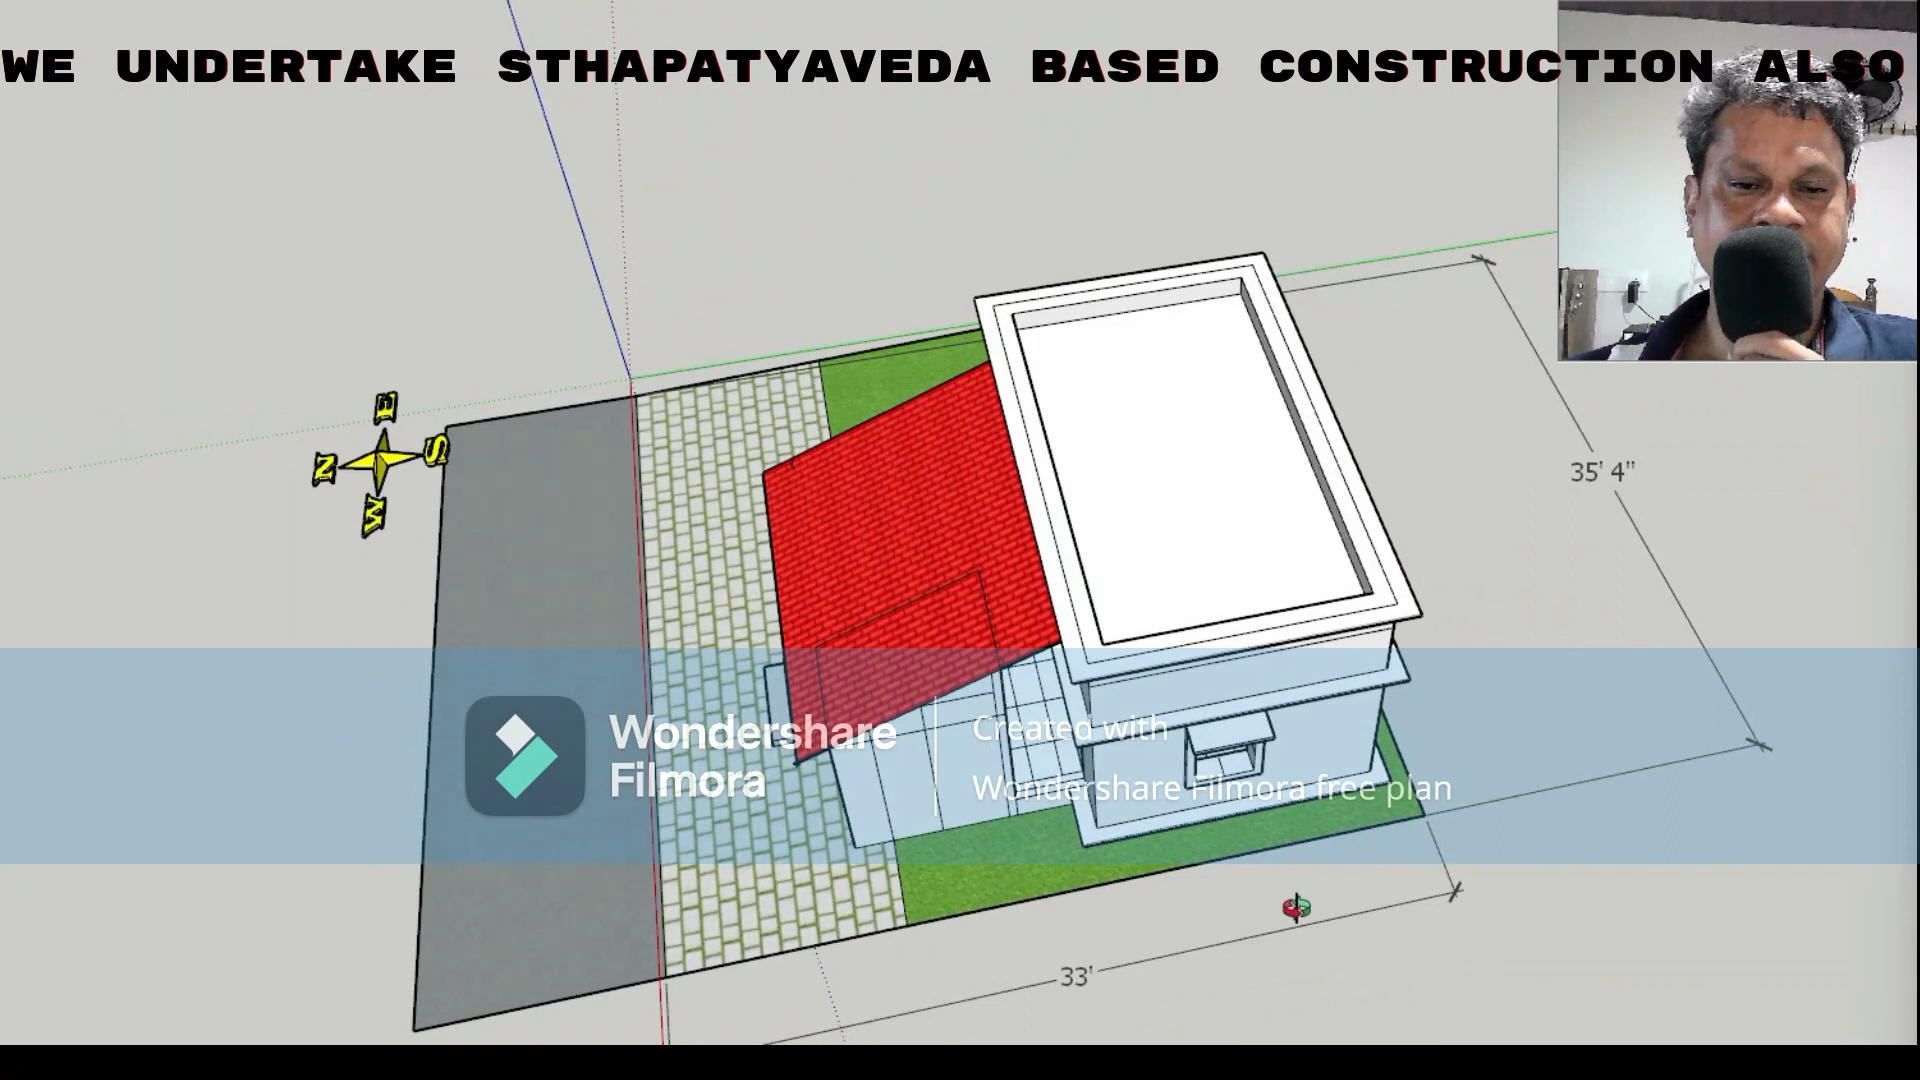 WE UNDERTAKE STHAPATYAVEDA BASED CONSTRUCTION ALSO
E
N
S
W
35' 4"
Wondershare
Filmora
Created with
Wondershare Filmora free plan
33'